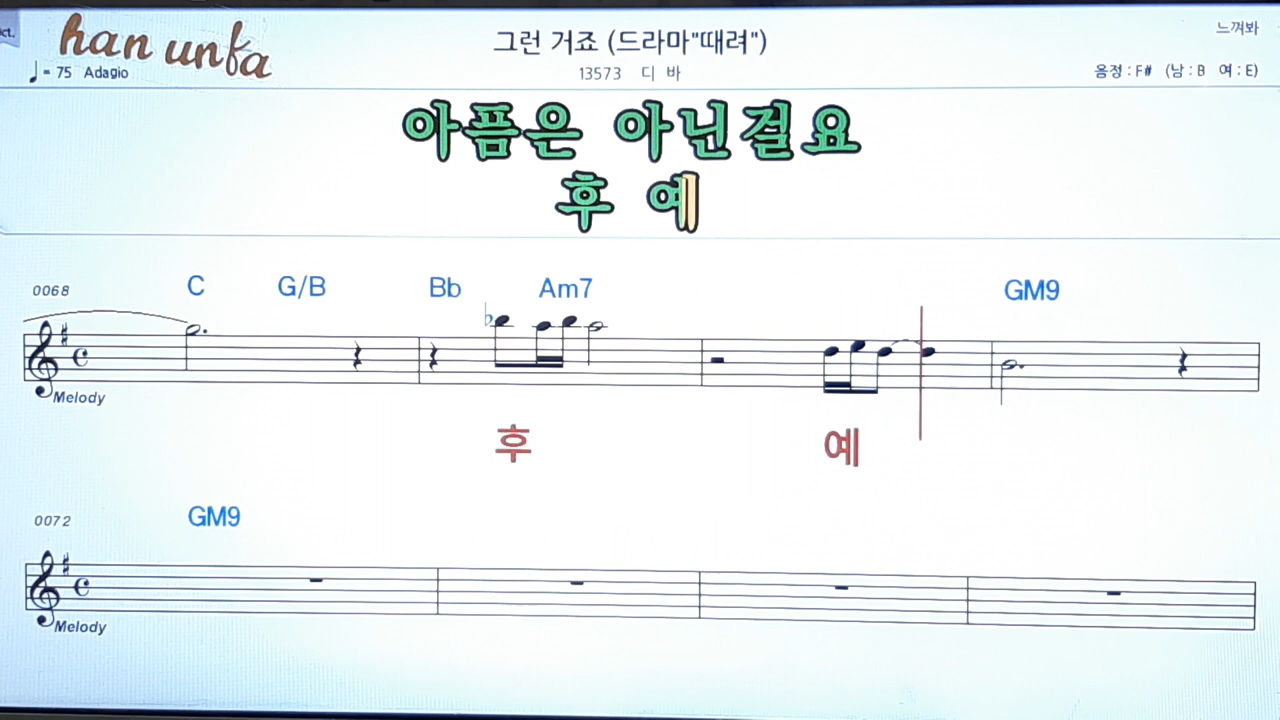 ct.
han unfa
그런 거죠 (드라마"때려")
느껴봐
♩= 75 Adagio
13573 디 바
음정 : F# (남 : B 여 : E)
아픔은 아닌걸요
후 예
0068 C G/B Bb Am7 GM9
Melody
후 예
0072 GM9
Melody